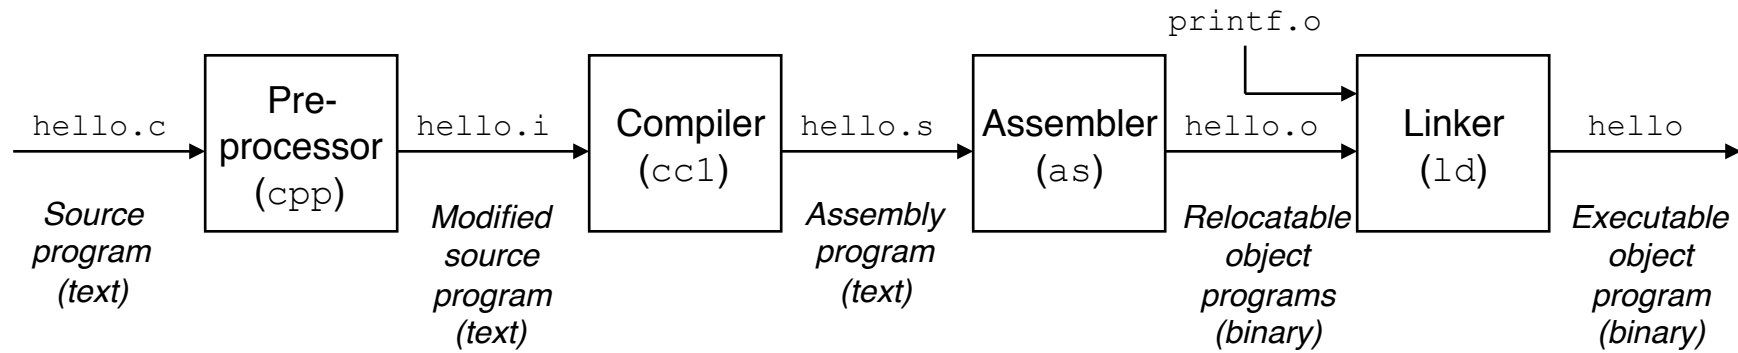 printf.o
hello.c
Pre-
processor
(cpp)
hello.i
Compiler
(cc1)
hello.s
Assembler
(as)
hello.o
Linker
(ld)
hello
Source
program
(text)
Modified
source
program
(text)
Assembly
program
(text)
Relocatable
object
programs
(binary)
Executable
object
program
(binary)